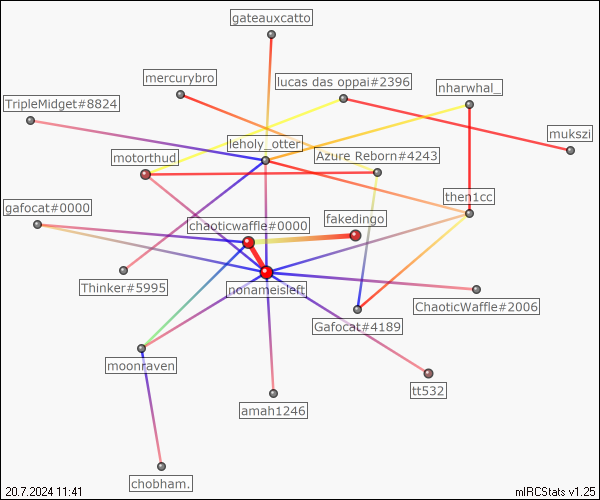 gateauxcatto
mercurybro
lucas das oppai#2396
nharwhal_
TripleMidget#8824
mukszi
leholy_otter
motorthud
Azure Reborn#4243
then1cc
gafocat#0000
chaoticwaffle#0000
fakedingo
Thinker#5995
nonameisleft
ChaoticWaffle#2006
Gafocat#4189
moonraven
tt532
amah1246
chobham.
20.7.2024 11:41
mIRCStats v1.25